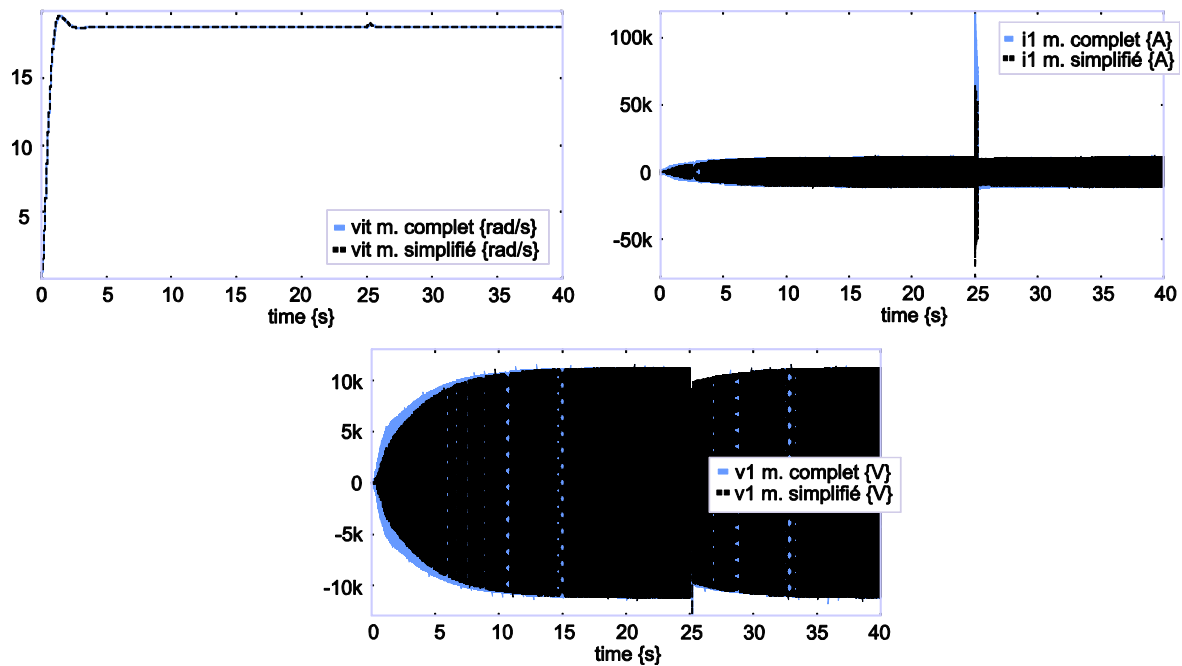 15
10
5
0 5 10 15 20 25 30 35 40
time {s}
vit m. complet {rad/s}
vit m. simplifié {rad/s}
100k
50k
0
-50k
0 5 10 15 20 25 30 35 40
time {s}
i1 m. complet {A}
i1 m. simplifié {A}
10k
5k
0
-5k
-10k
0 5 10 15 20 25 30 35 40
time {s}
v1 m. complet {V}
v1 m. simplifié {V}